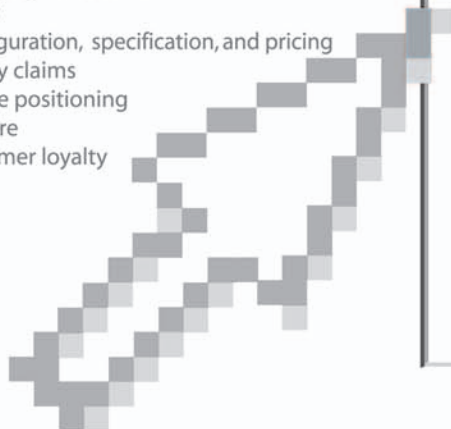 guration, specification, and pricing
y claims
e positioning
re
mer loyalty